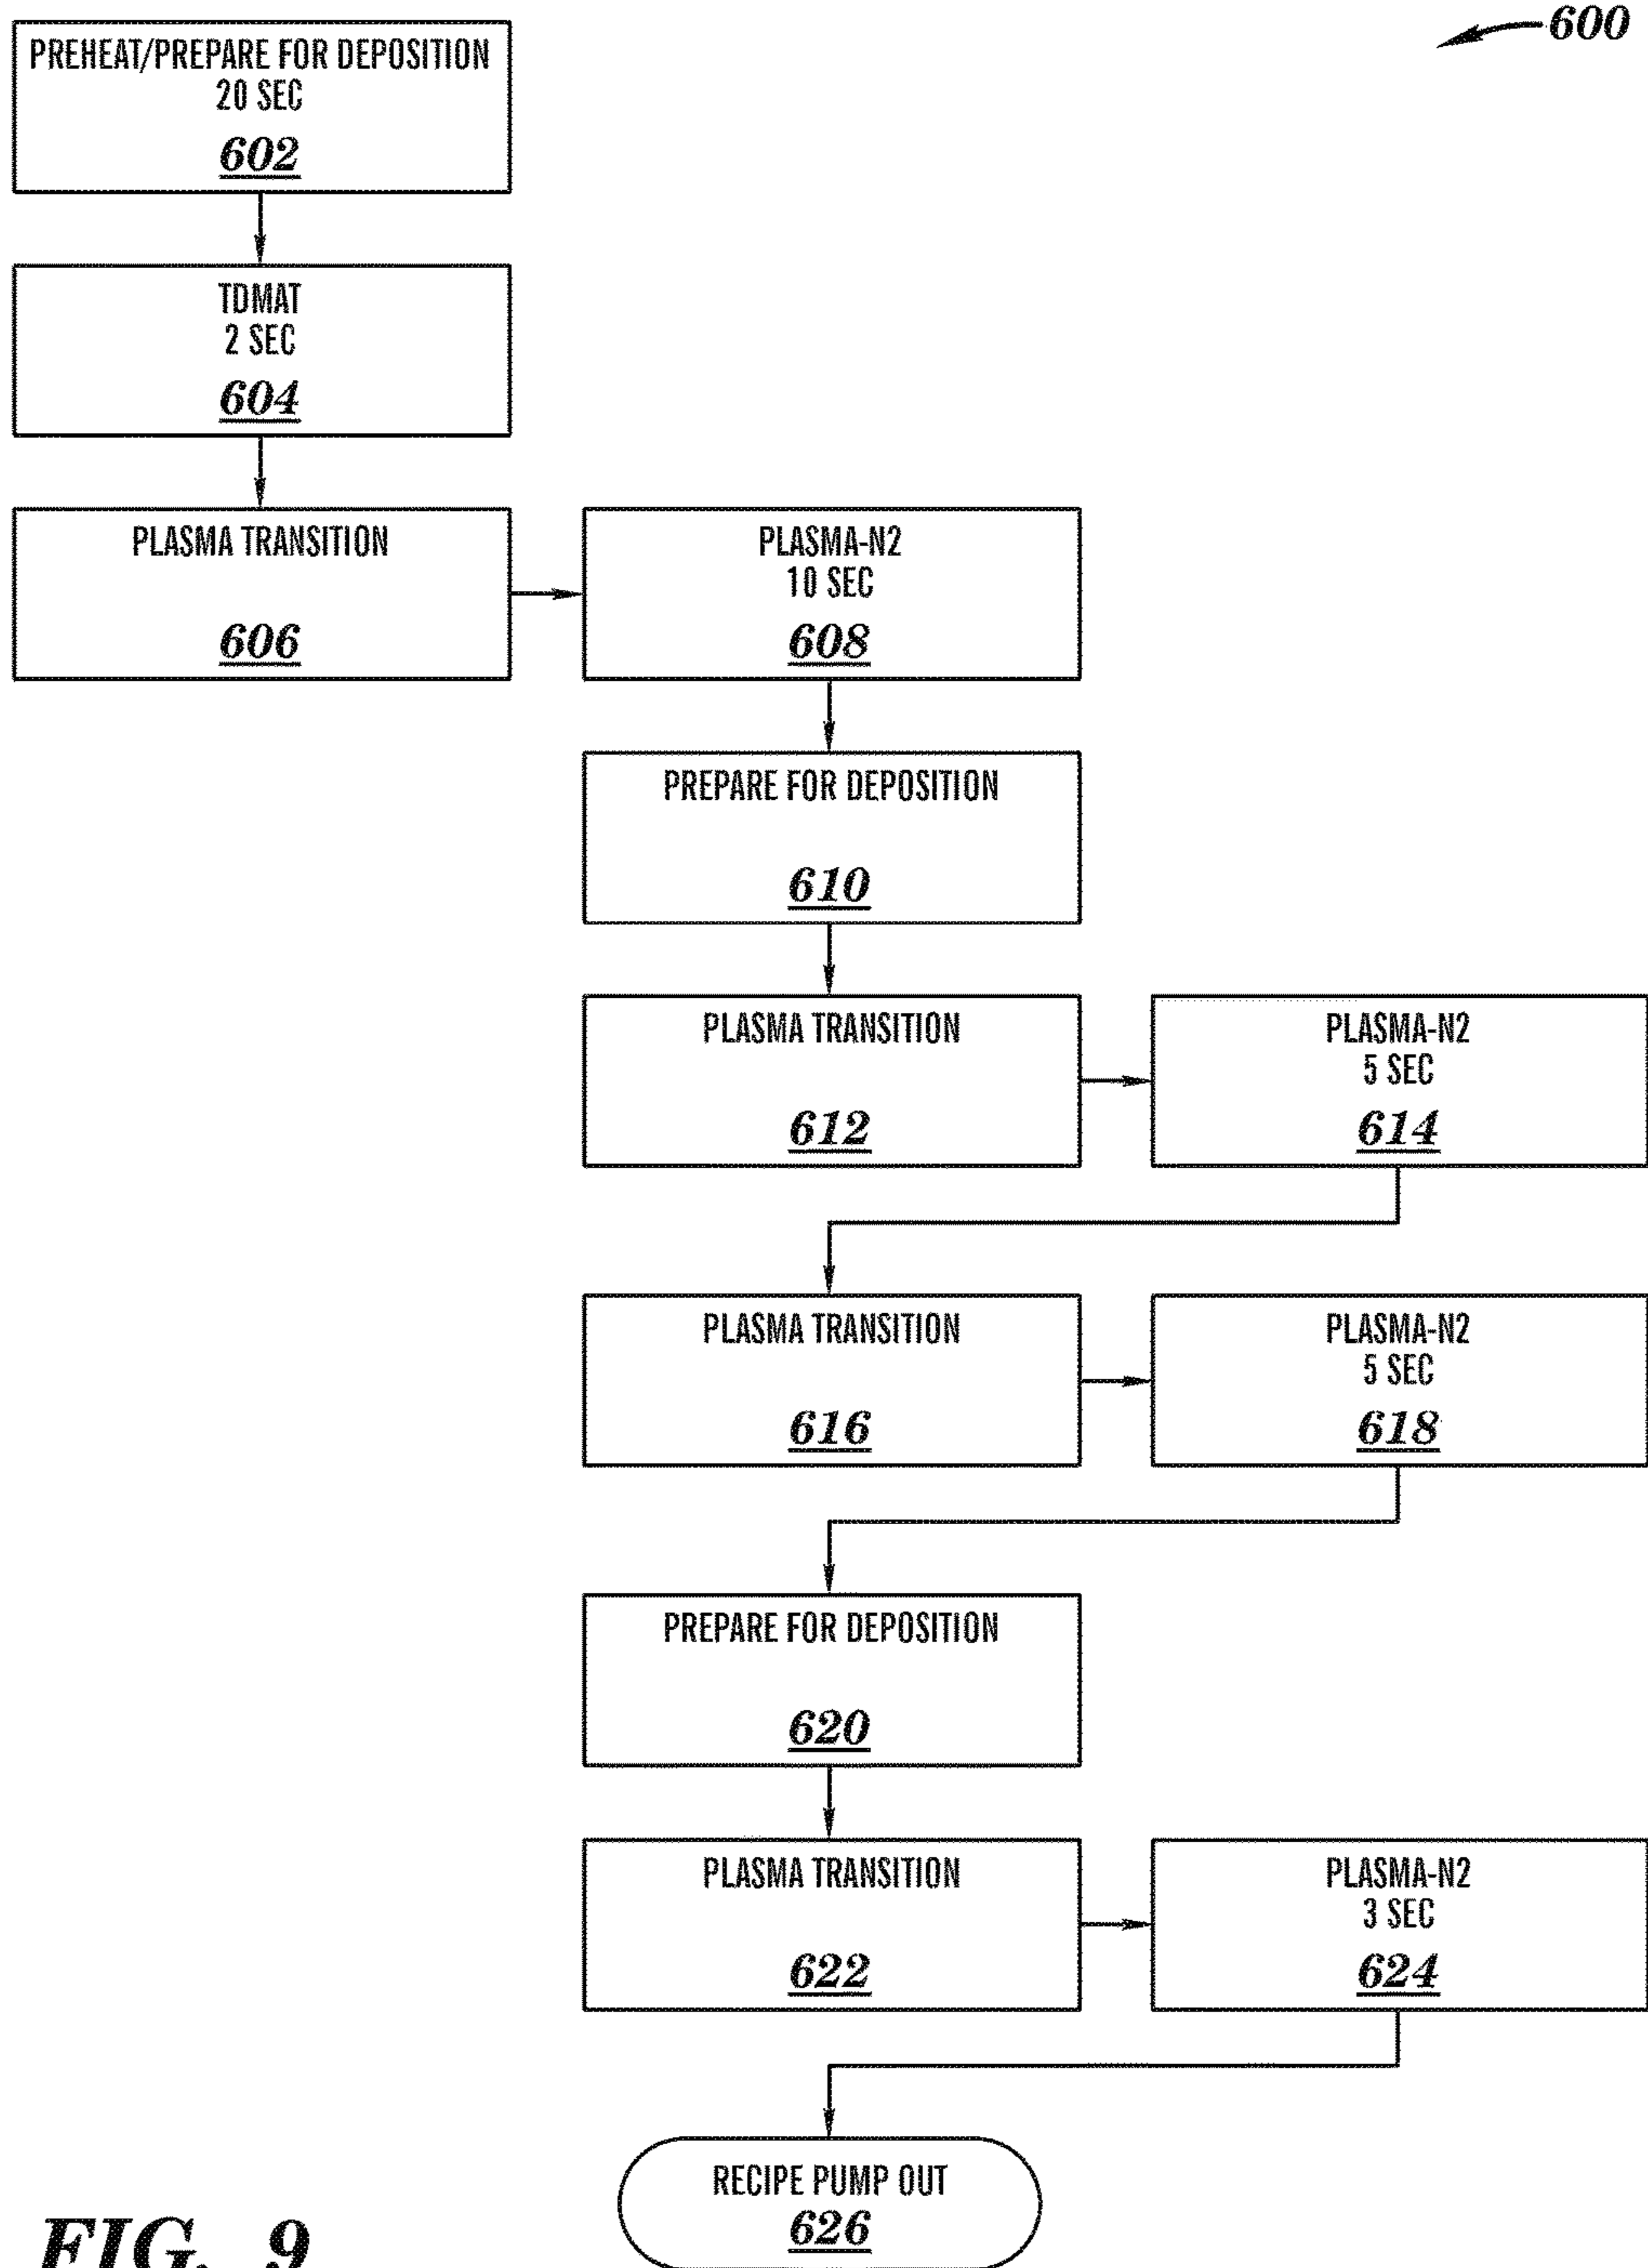 600
PREHEAT/PREPARE FOR DEPOSITION
20 SEC
602
TDMAT
2 SEC
604
PLASMA TRANSITION
606
PLASMA-N2
10 SEC
608
PREPARE FOR DEPOSITION
610
PLASMA TRANSITION
612
PLASMA-N2
5 SEC
614
PLASMA TRANSITION
616
PLASMA-N2
5 SEC
618
PREPARE FOR DEPOSITION
620
PLASMA TRANSITION
622
PLASMA-N2
3 SEC
624
RECIPE PUMP OUT
626
FIG. 9